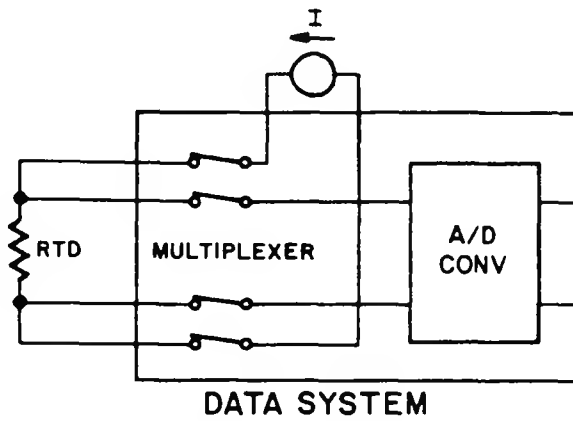 I
RTD
MULTIPLEXER
A/D
CONV
DATA SYSTEM